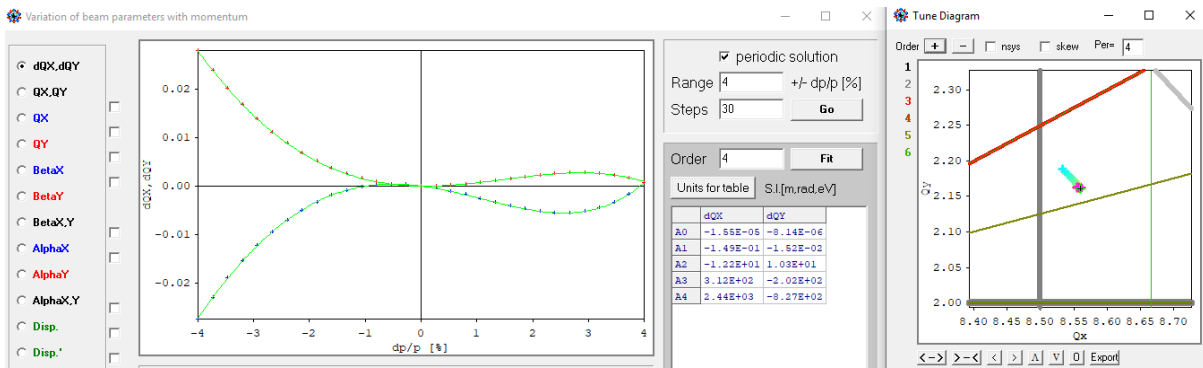 Variation of beam parameters with momentum
dQX,dQY
QX,QY
QX
QY
BetaX
BetaY
BetaX,Y
AlphaX
AlphaY
AlphaX,Y
Disp.
Disp.'
dQX,dQY
0.02
0.01
0.00
-0.01
-0.02
-4 -3 -2 -1 0 1 2 3 4
dp/p [%]
periodic solution
Range 4 +/- dp/p [%]
Steps 30 Go
Order 4 Fit
Units for table S.I.[m,rad,eV]
dQX dQY
A0 -1.55E-05 -8.14E-06
A1 -1.49E-01 -1.52E-02
A2 -1.22E+01 1.03E+01
A3 3.12E+02 -2.02E+02
A4 2.44E+03 -8.27E+02
Tune Diagram
Order + - nsys skew Per= 4
1
2
3
4
5
6
2.30
2.25
2.20
2.15
2.10
2.05
2.00
Qy
8.40 8.45 8.50 8.55 8.60 8.65 8.70
Qx
<-> >-< < > Λ V 0 Export